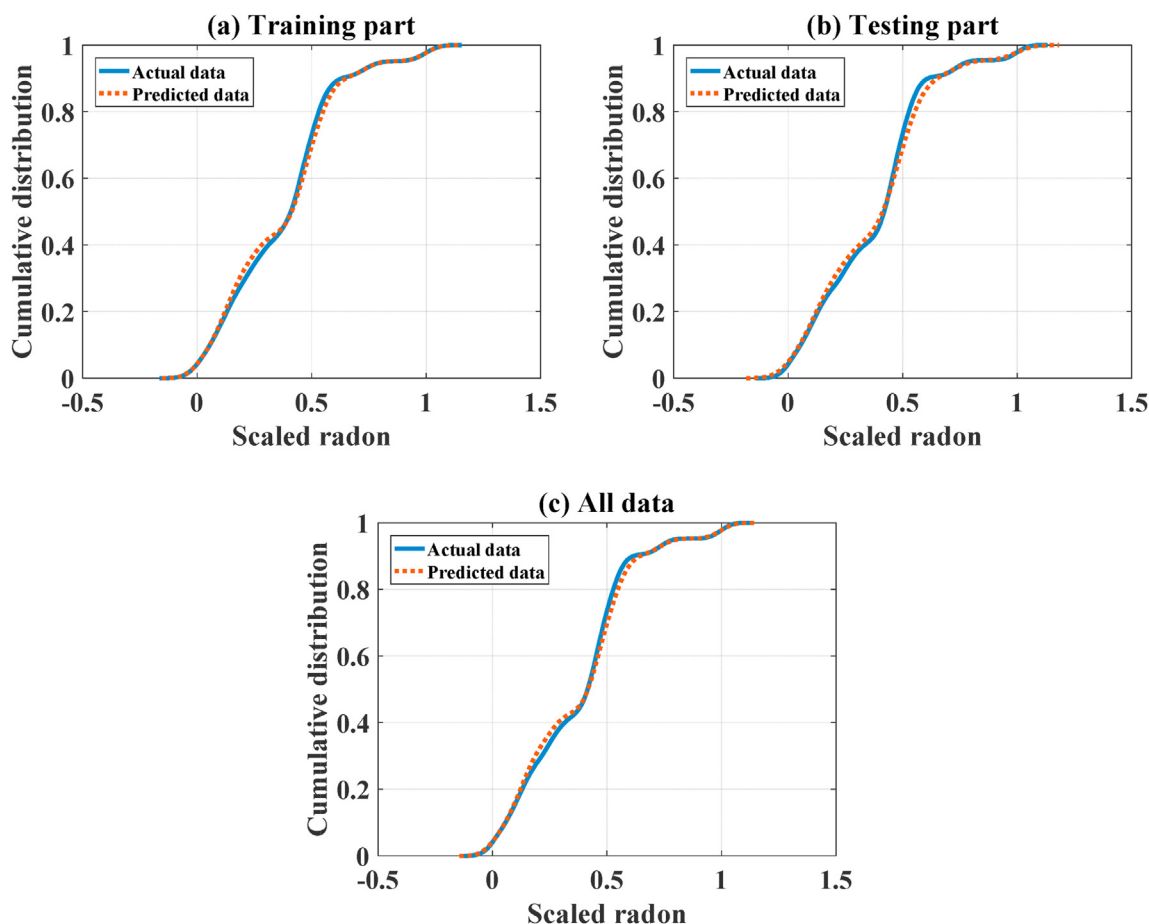 (a) Training part
Actual data
Predicted data
Cumulative distribution
1
0.8
0.6
0.4
0.2
0
-0.5 0 0.5 1 1.5
Scaled radon
(b) Testing part
Actual data
Predicted data
Cumulative distribution
1
0.8
0.6
0.4
0.2
0
-0.5 0 0.5 1 1.5
Scaled radon
(c) All data
Actual data
Predicted data
Cumulative distribution
1
0.8
0.6
0.4
0.2
0
-0.5 0 0.5 1 1.5
Scaled radon